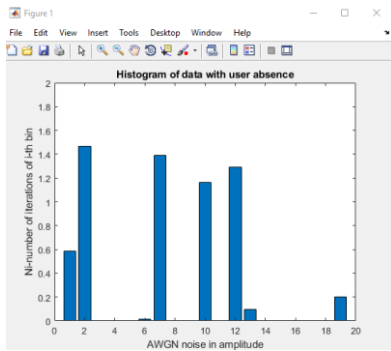 Figure 1
File Edit View Insert Tools Desktop Window Help
Histogram of data with user absence
Ni-number of iterations of i-th bin
2
1.8
1.6
1.4
1.2
1
0.8
0.6
0.4
0.2
0
0 2 4 6 8 10 12 14 16 18 20
AWGN noise in amplitude